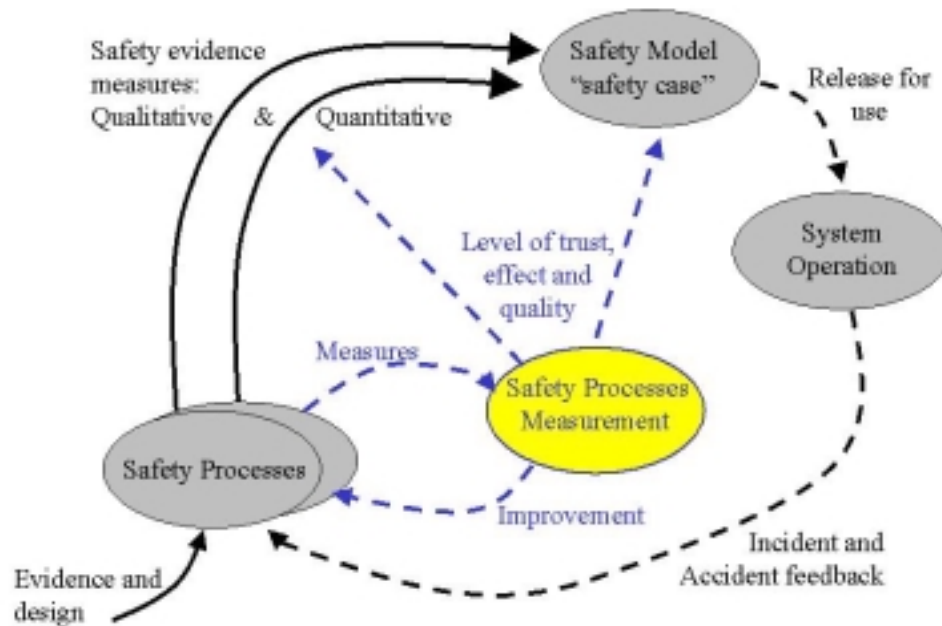 Safety evidence
measures:
Qualitative & Quantitative
Safety Model
“safety case”
Release for
use
System
Operation
Level of trust,
effect and
quality
Measures
Safety Processes
Measurement
Safety Processes
Improvement
Incident and
Accident feedback
Evidence and
design